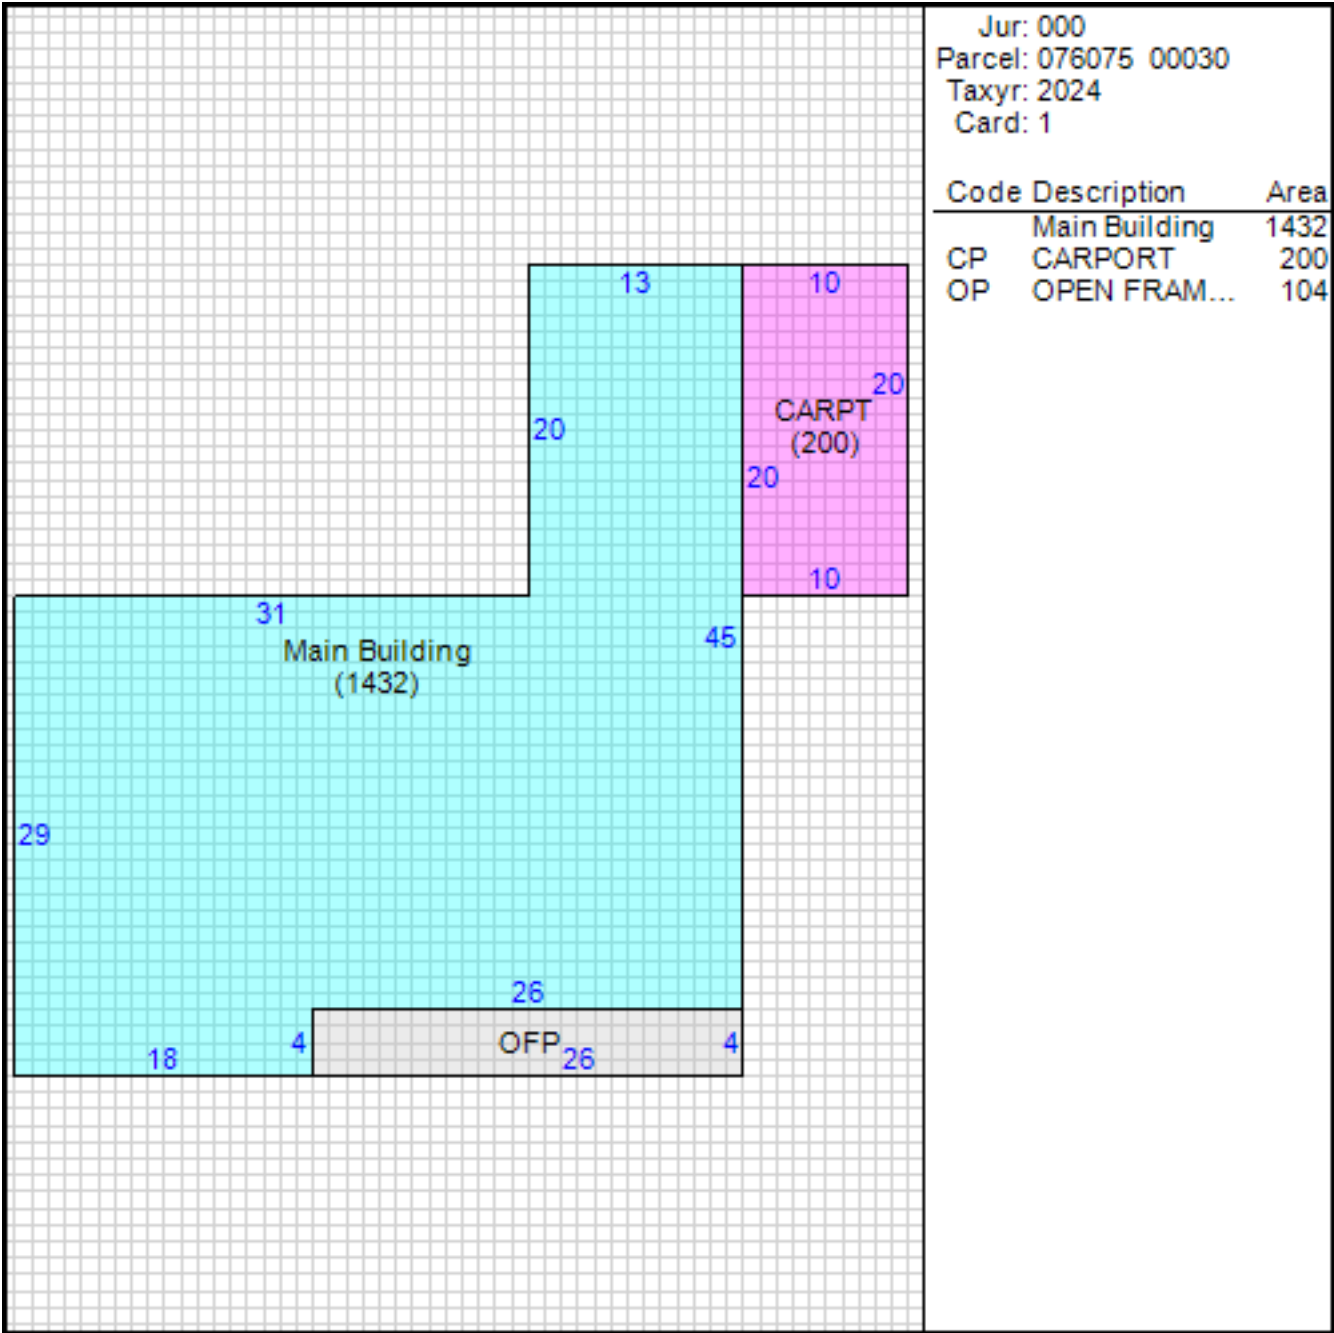 Jur: 000
Parcel: 076075 00030
Taxyr: 2024
Card: 1
Code Description Area
Main Building 1432
CP CARPORT 200
OP OPEN FRAM... 104
13
10
20
CARPT
(200)
20
20
10
31
45
Main Building
(1432)
29
26
4
OFP
4
18
26